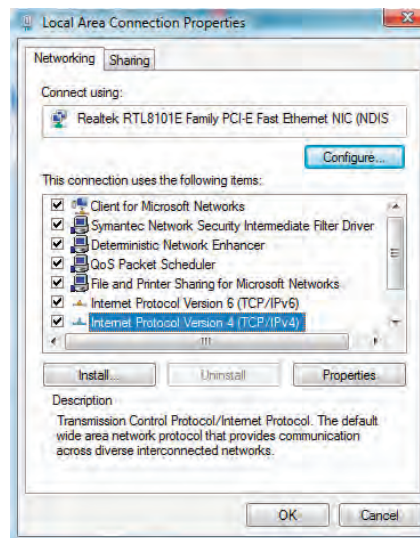 Local Area Connection Properties
Networking Sharing
Connect using:
Realtek RTL8101E Family PCI-E Fast Ethernet NIC (NDIS
Configure...
This connection uses the following items:
Client for Microsoft Networks
Symantec Network Security Intermediate Filter Driver
Deterministic Network Enhancer
QoS Packet Scheduler
File and Printer Sharing for Microsoft Networks
Internet Protocol Version 6 (TCP/IPv6)
Internet Protocol Version 4 (TCP/IPv4)
Install... Uninstall Properties
Description
Transmission Control Protocol/Internet Protocol. The default
wide area network protocol that provides communication
across diverse interconnected networks.
OK Cancel